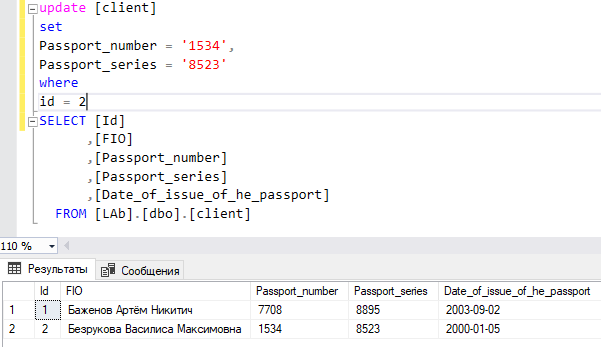 update [client]
set
Passport_number = '1534',
Passport_series = '8523'
where
id = 2
SELECT [Id]
,[FIO]
,[Passport_number]
,[Passport_series]
,[Date_of_issue_of_he_passport]
FROM [LAb].[dbo].[client]
110 %
Результаты Сообщения
Id FIO Passport_number Passport_series Date_of_issue_of_he_passport
1 1 Баженов Артём Никитич 7708 8895 2003-09-02
2 2 Безрукова Василиса Максимовна 1534 8523 2000-01-05